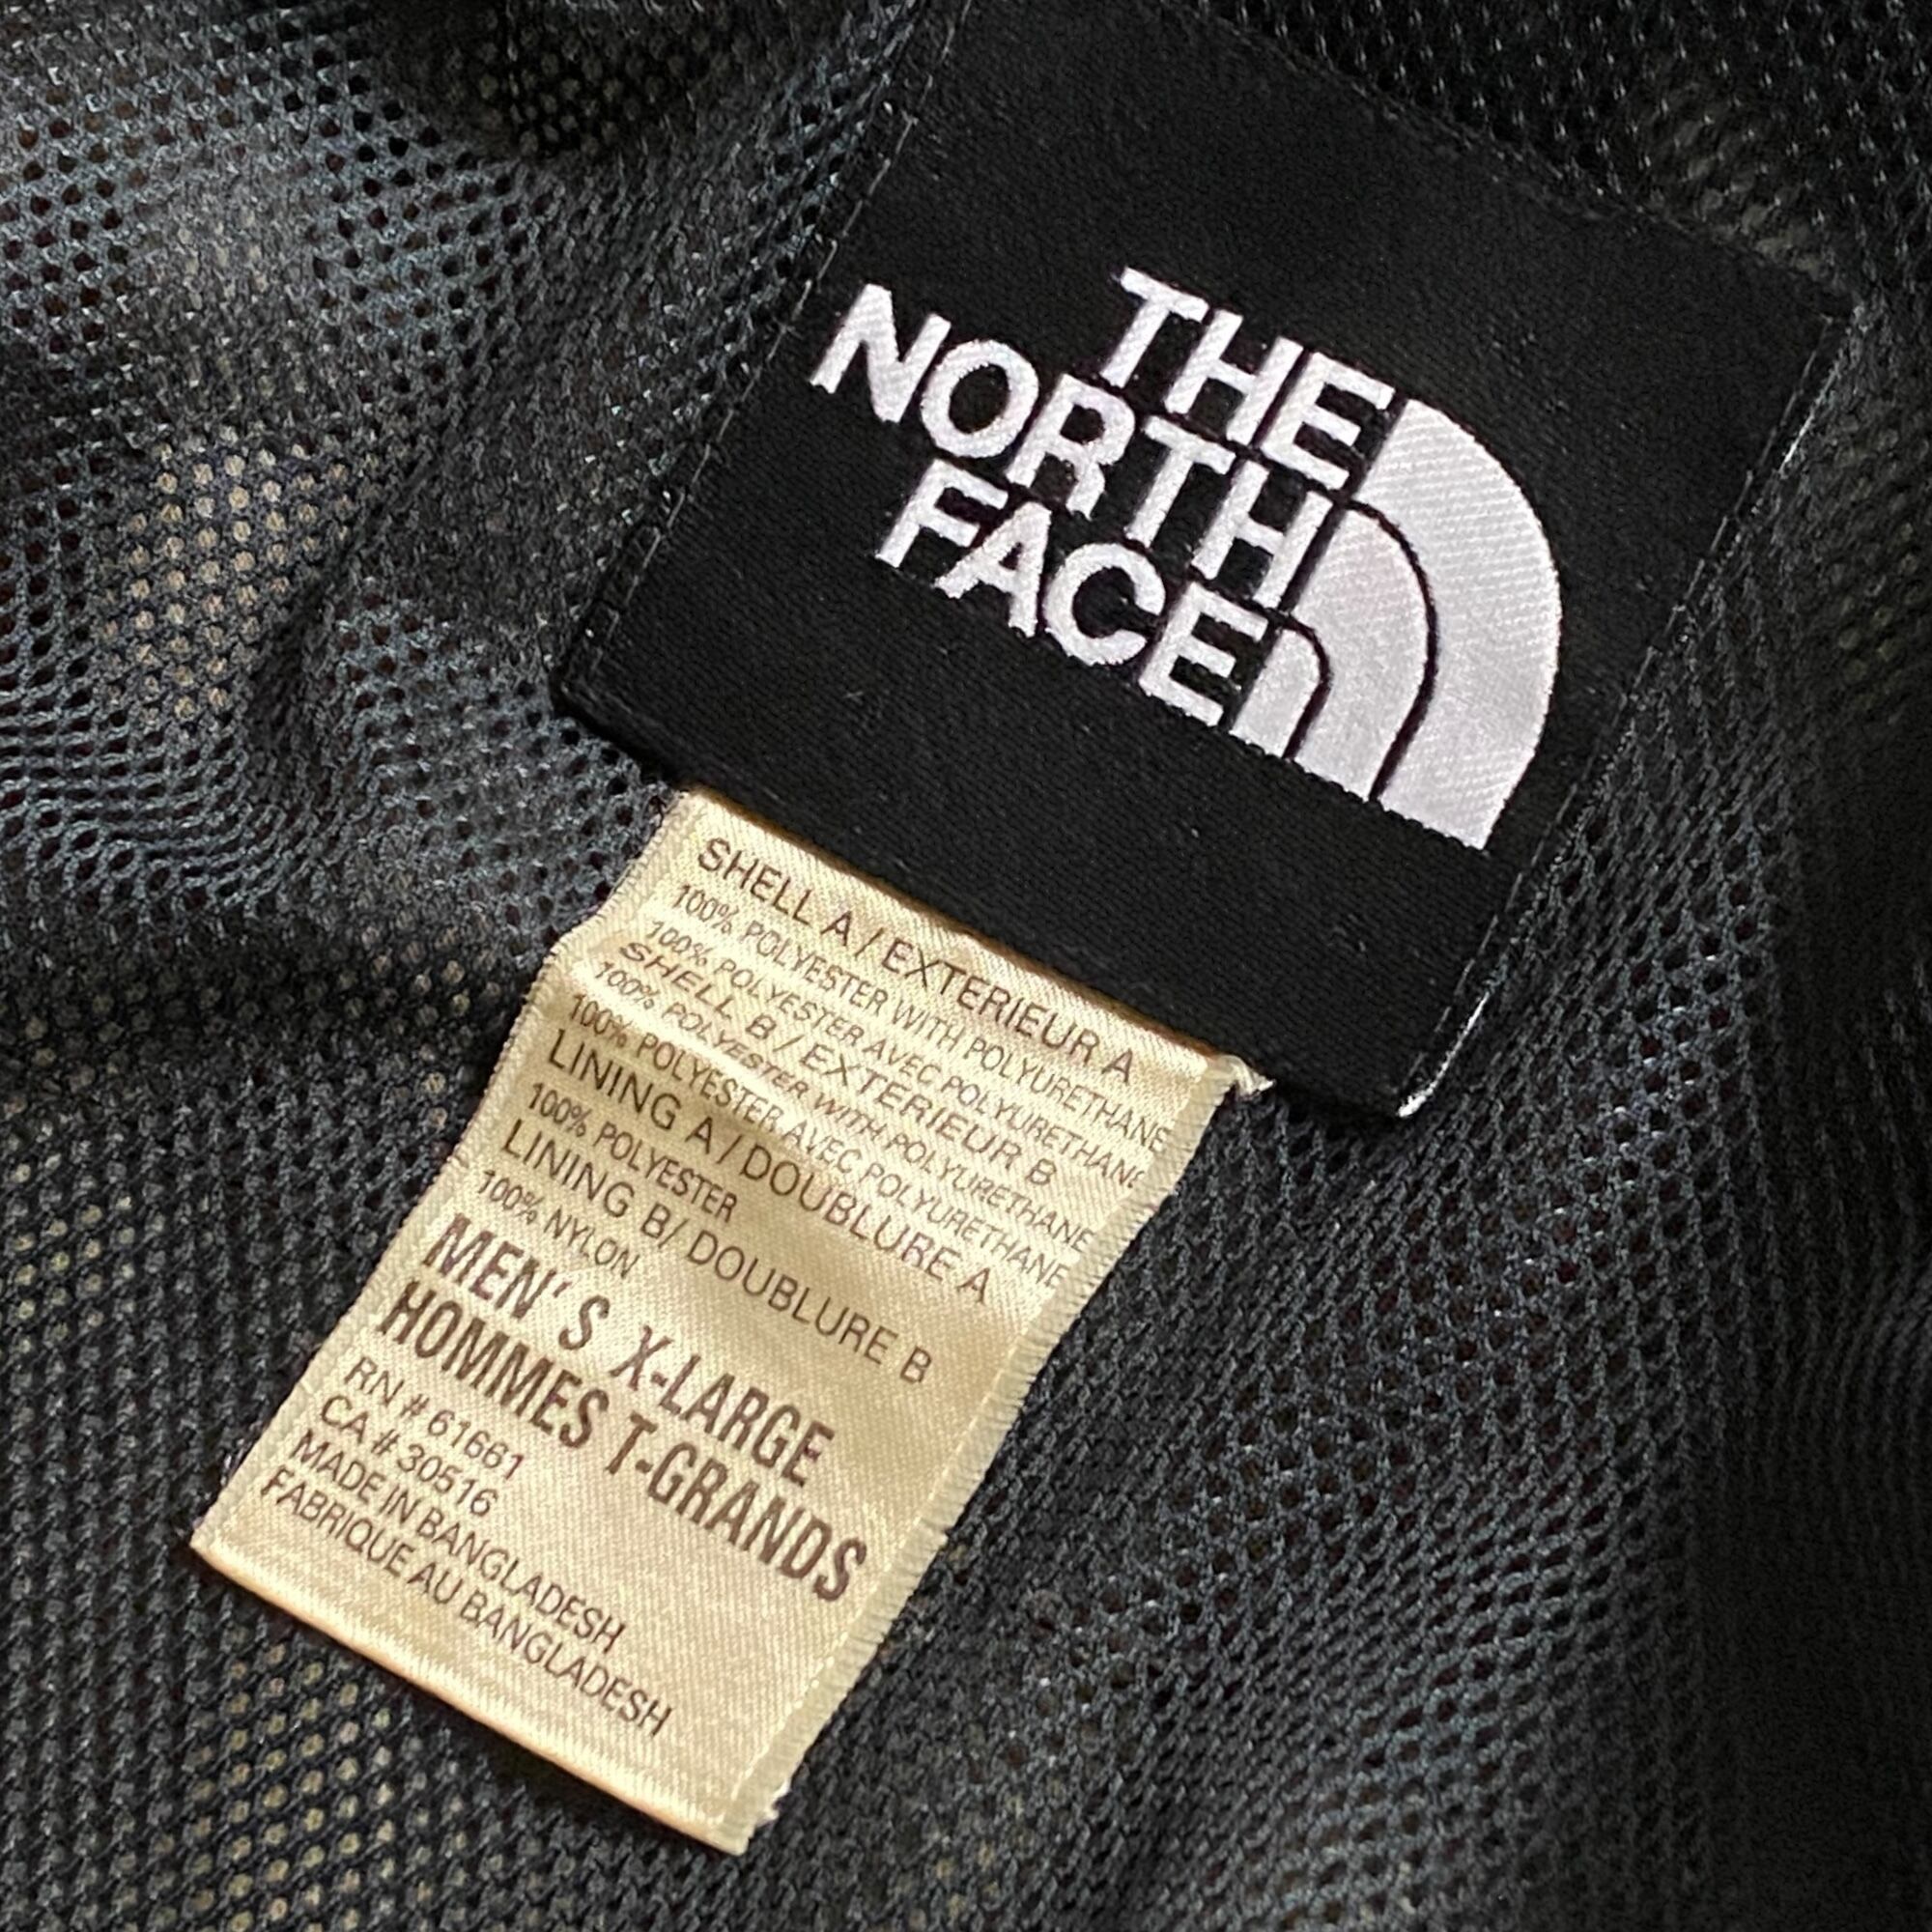 THE
NORTH
FACE
SHELL A / EXTERIEUR A
100% POLYESTER WITH POLYURETHANE
100% POLYESTER AVEC POLYURETHANE
SHELL B / EXTERIEUR B
100% POLYESTER WITH POLYURETHANE
100% POLYESTER AVEC POLYURETHANE
LINING A / DOUBLURE A
100% POLYESTER
LINING B/ DOUBLURE B
100% NYLON
MEN' S X-LARGE
HOMMES T-GRANDS
RN # 61661
CA # 30516
MADE IN BANGLADESH
FABRIQUE AU BANGLADESH